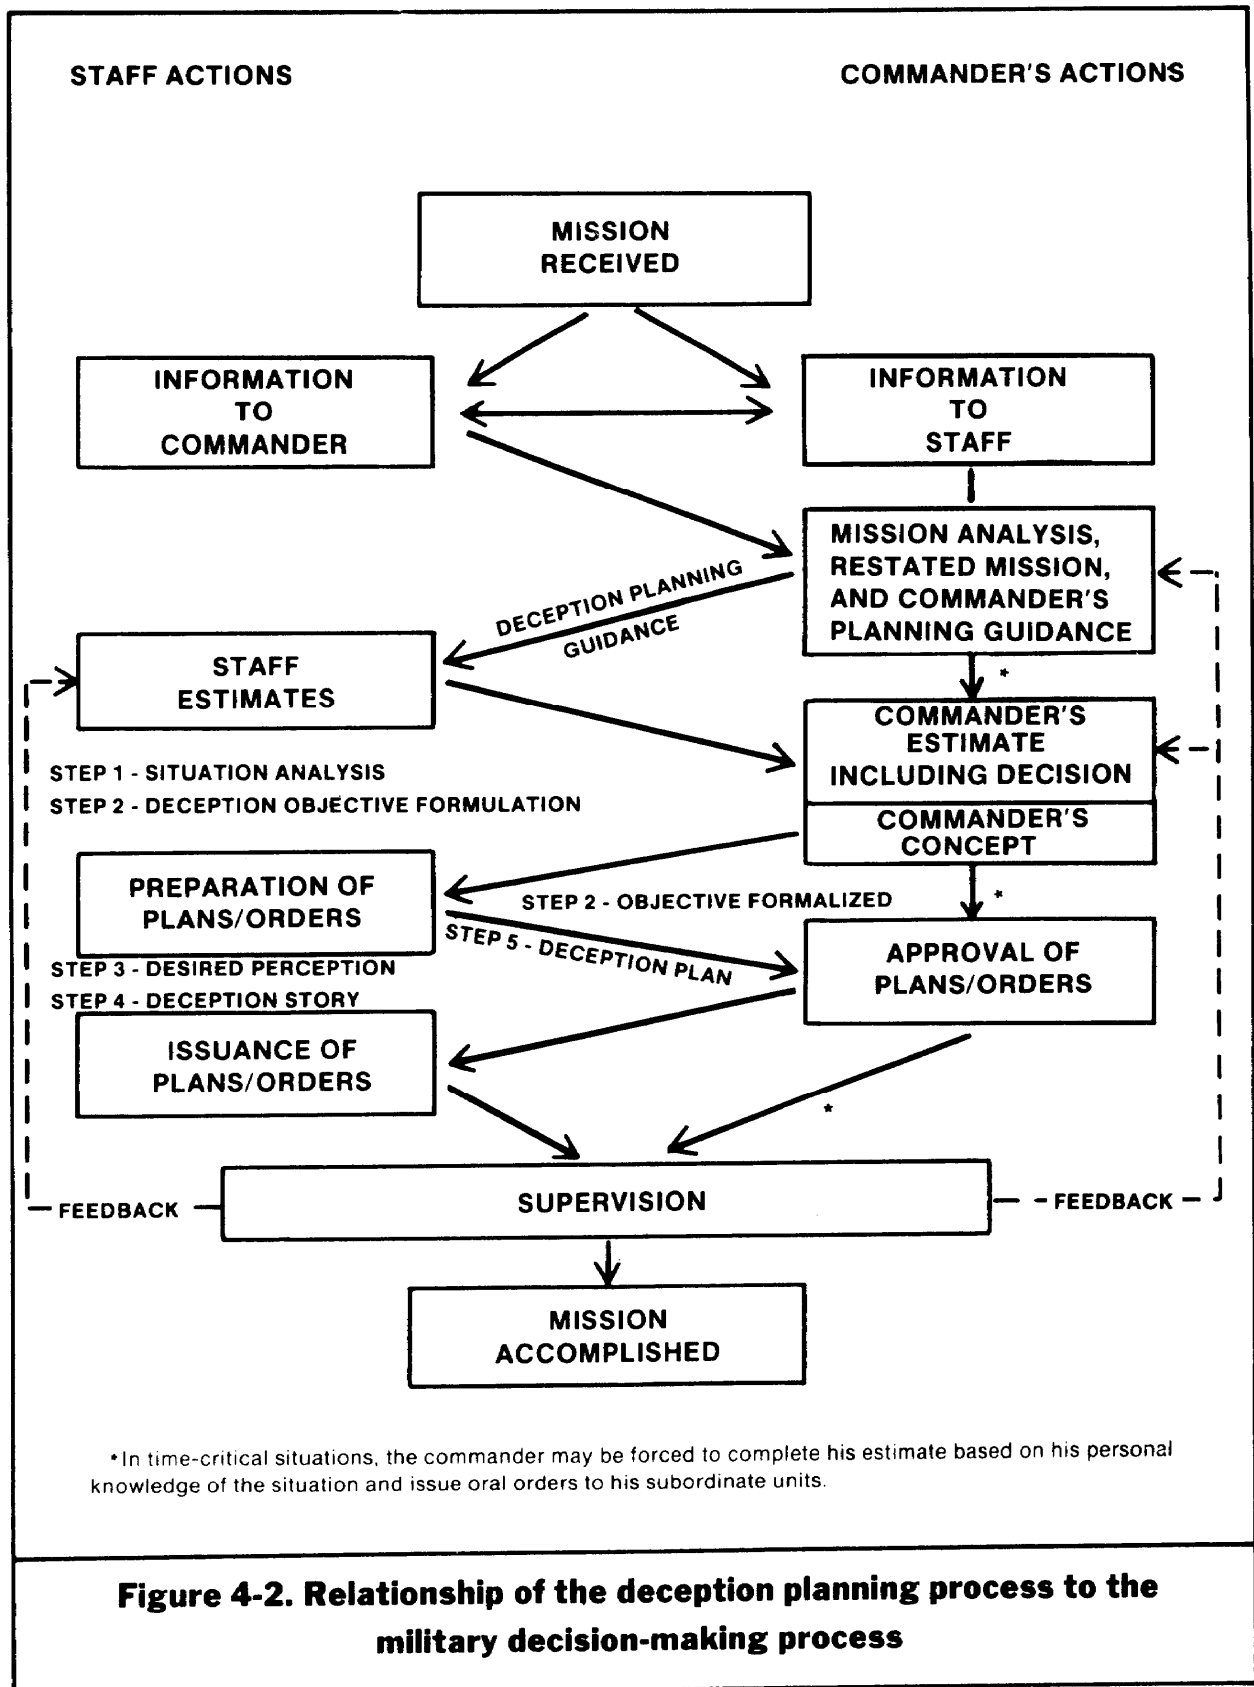 STAFF ACTIONS
COMMANDER'S ACTIONS
MISSION
RECEIVED
INFORMATION
TO
COMMANDER
INFORMATION
TO
STAFF
MISSION ANALYSIS,
RESTATED MISSION,
AND COMMANDER'S
PLANNING GUIDANCE
DECEPTION PLANNING
GUIDANCE
*
STAFF
ESTIMATES
COMMANDER'S
ESTIMATE
INCLUDING DECISION
STEP 1 - SITUATION ANALYSIS
STEP 2 - DECEPTION OBJECTIVE FORMULATION
COMMANDER'S
CONCEPT
PREPARATION OF
PLANS/ORDERS
STEP 2 - OBJECTIVE FORMALIZED
*
STEP 5 - DECEPTION PLAN
STEP 3 - DESIRED PERCEPTION
STEP 4 - DECEPTION STORY
APPROVAL OF
PLANS/ORDERS
ISSUANCE OF
PLANS/ORDERS
*
FEEDBACK
SUPERVISION
FEEDBACK
MISSION
ACCOMPLISHED
*In time-critical situations, the commander may be forced to complete his estimate based on his personal
knowledge of the situation and issue oral orders to his subordinate units.
Figure 4-2. Relationship of the deception planning process to the
military decision-making process